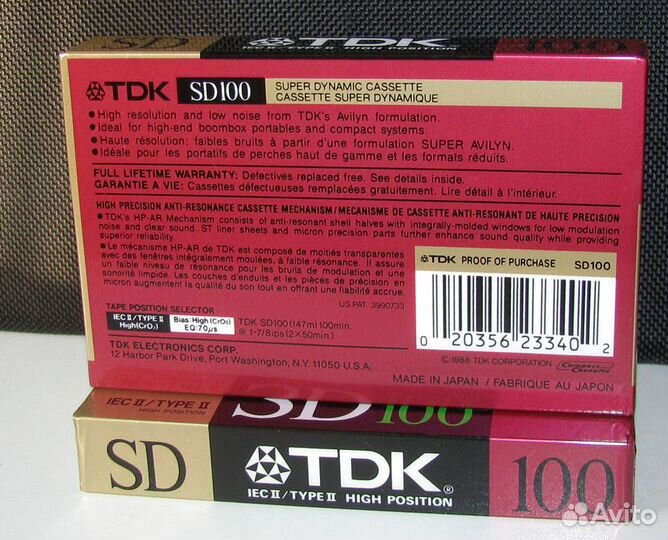 SD TDK 100
IEC II/TYPE II HIGH POSITION
TDK SD100 SUPER DYNAMIC CASSETTE
CASSETTE SUPER DYNAMIQUE
• High resolution and low noise from TDK's Avilyn formulation.
• Ideal for high-end boombox portables and compact systems.
• Haute résolution; faibles bruits à partir d'une formulation SUPER AVILYN.
• Idéale pour les portatifs de perches haut de gamme et les formats réduits.
FULL LIFETIME WARRANTY: Defectives replaced free. See details inside.
GARANTIE A VIE: Cassettes défectueuses remplacées gratuitement. Lire détail à l'intérieur.
HIGH PRECISION ANTI-RESONANCE CASSETTE MECHANISM/MECANISME DE CASSETTE ANTI-RESONANT DE HAUTE PRECISION
• TDK's HP-AR Mechanism consists of anti-resonant shell halves with integrally-molded windows for low modulation
noise and clear sound. ST liner sheets and micron precision parts further enhance sound quality while providing
superior reliability.
• Le mécanisme HP-AR de TDK est composé de moitiés transparentes
avec des fenêtres intégralement moulées, à faible résonance. Il assure
un faible niveau de résonance pour les bruits de modulation et une
sonorité limpide. Les couches d'enduits et les pièces de précision en
micron augmentent la qualité du son tout en offrant une fiabilité accrue.
US.PAT. 3990733
TDK PROOF OF PURCHASE SD100
0 20356 23340 2
TAPE POSITION SELECTOR
IEC II/TYPE II
High(CrO₂)
Bias:High(CrO₂)
EQ:70µs
TDK SD100(147m)100min.
@ 1-7/8ips (2×50min.)
TDK ELECTRONICS CORP.
12 Harbor Park Drive, Port Washington, N.Y. 11050 U.S.A.
©1988 TDK CORPORATION Compact Cassette
MADE IN JAPAN / FABRIQUE AU JAPON
IEC II/TYPE II
HIGH POSITION
SD100
SD TDK® 100
IEC II/TYPE II HIGH POSITION
Avito